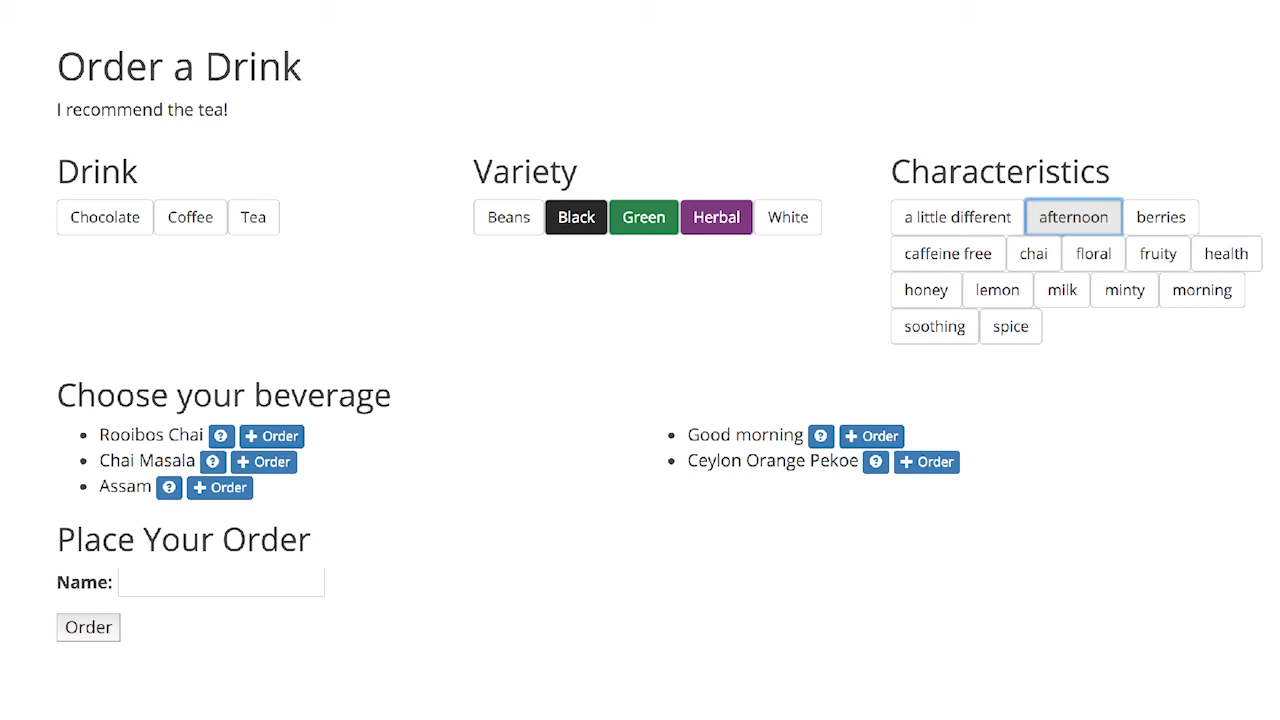 Order a Drink
I recommend the tea!
Drink
Chocolate Coffee Tea
Variety
Beans Black Green Herbal White
Characteristics
a little different afternoon berries
caffeine free chai floral fruity health
honey lemon milk minty morning
soothing spice
Choose your beverage
Rooibos Chai ? + Order
Chai Masala ? + Order
Assam ? + Order
Good morning ? + Order
Ceylon Orange Pekoe ? + Order
Place Your Order
Name:
Order